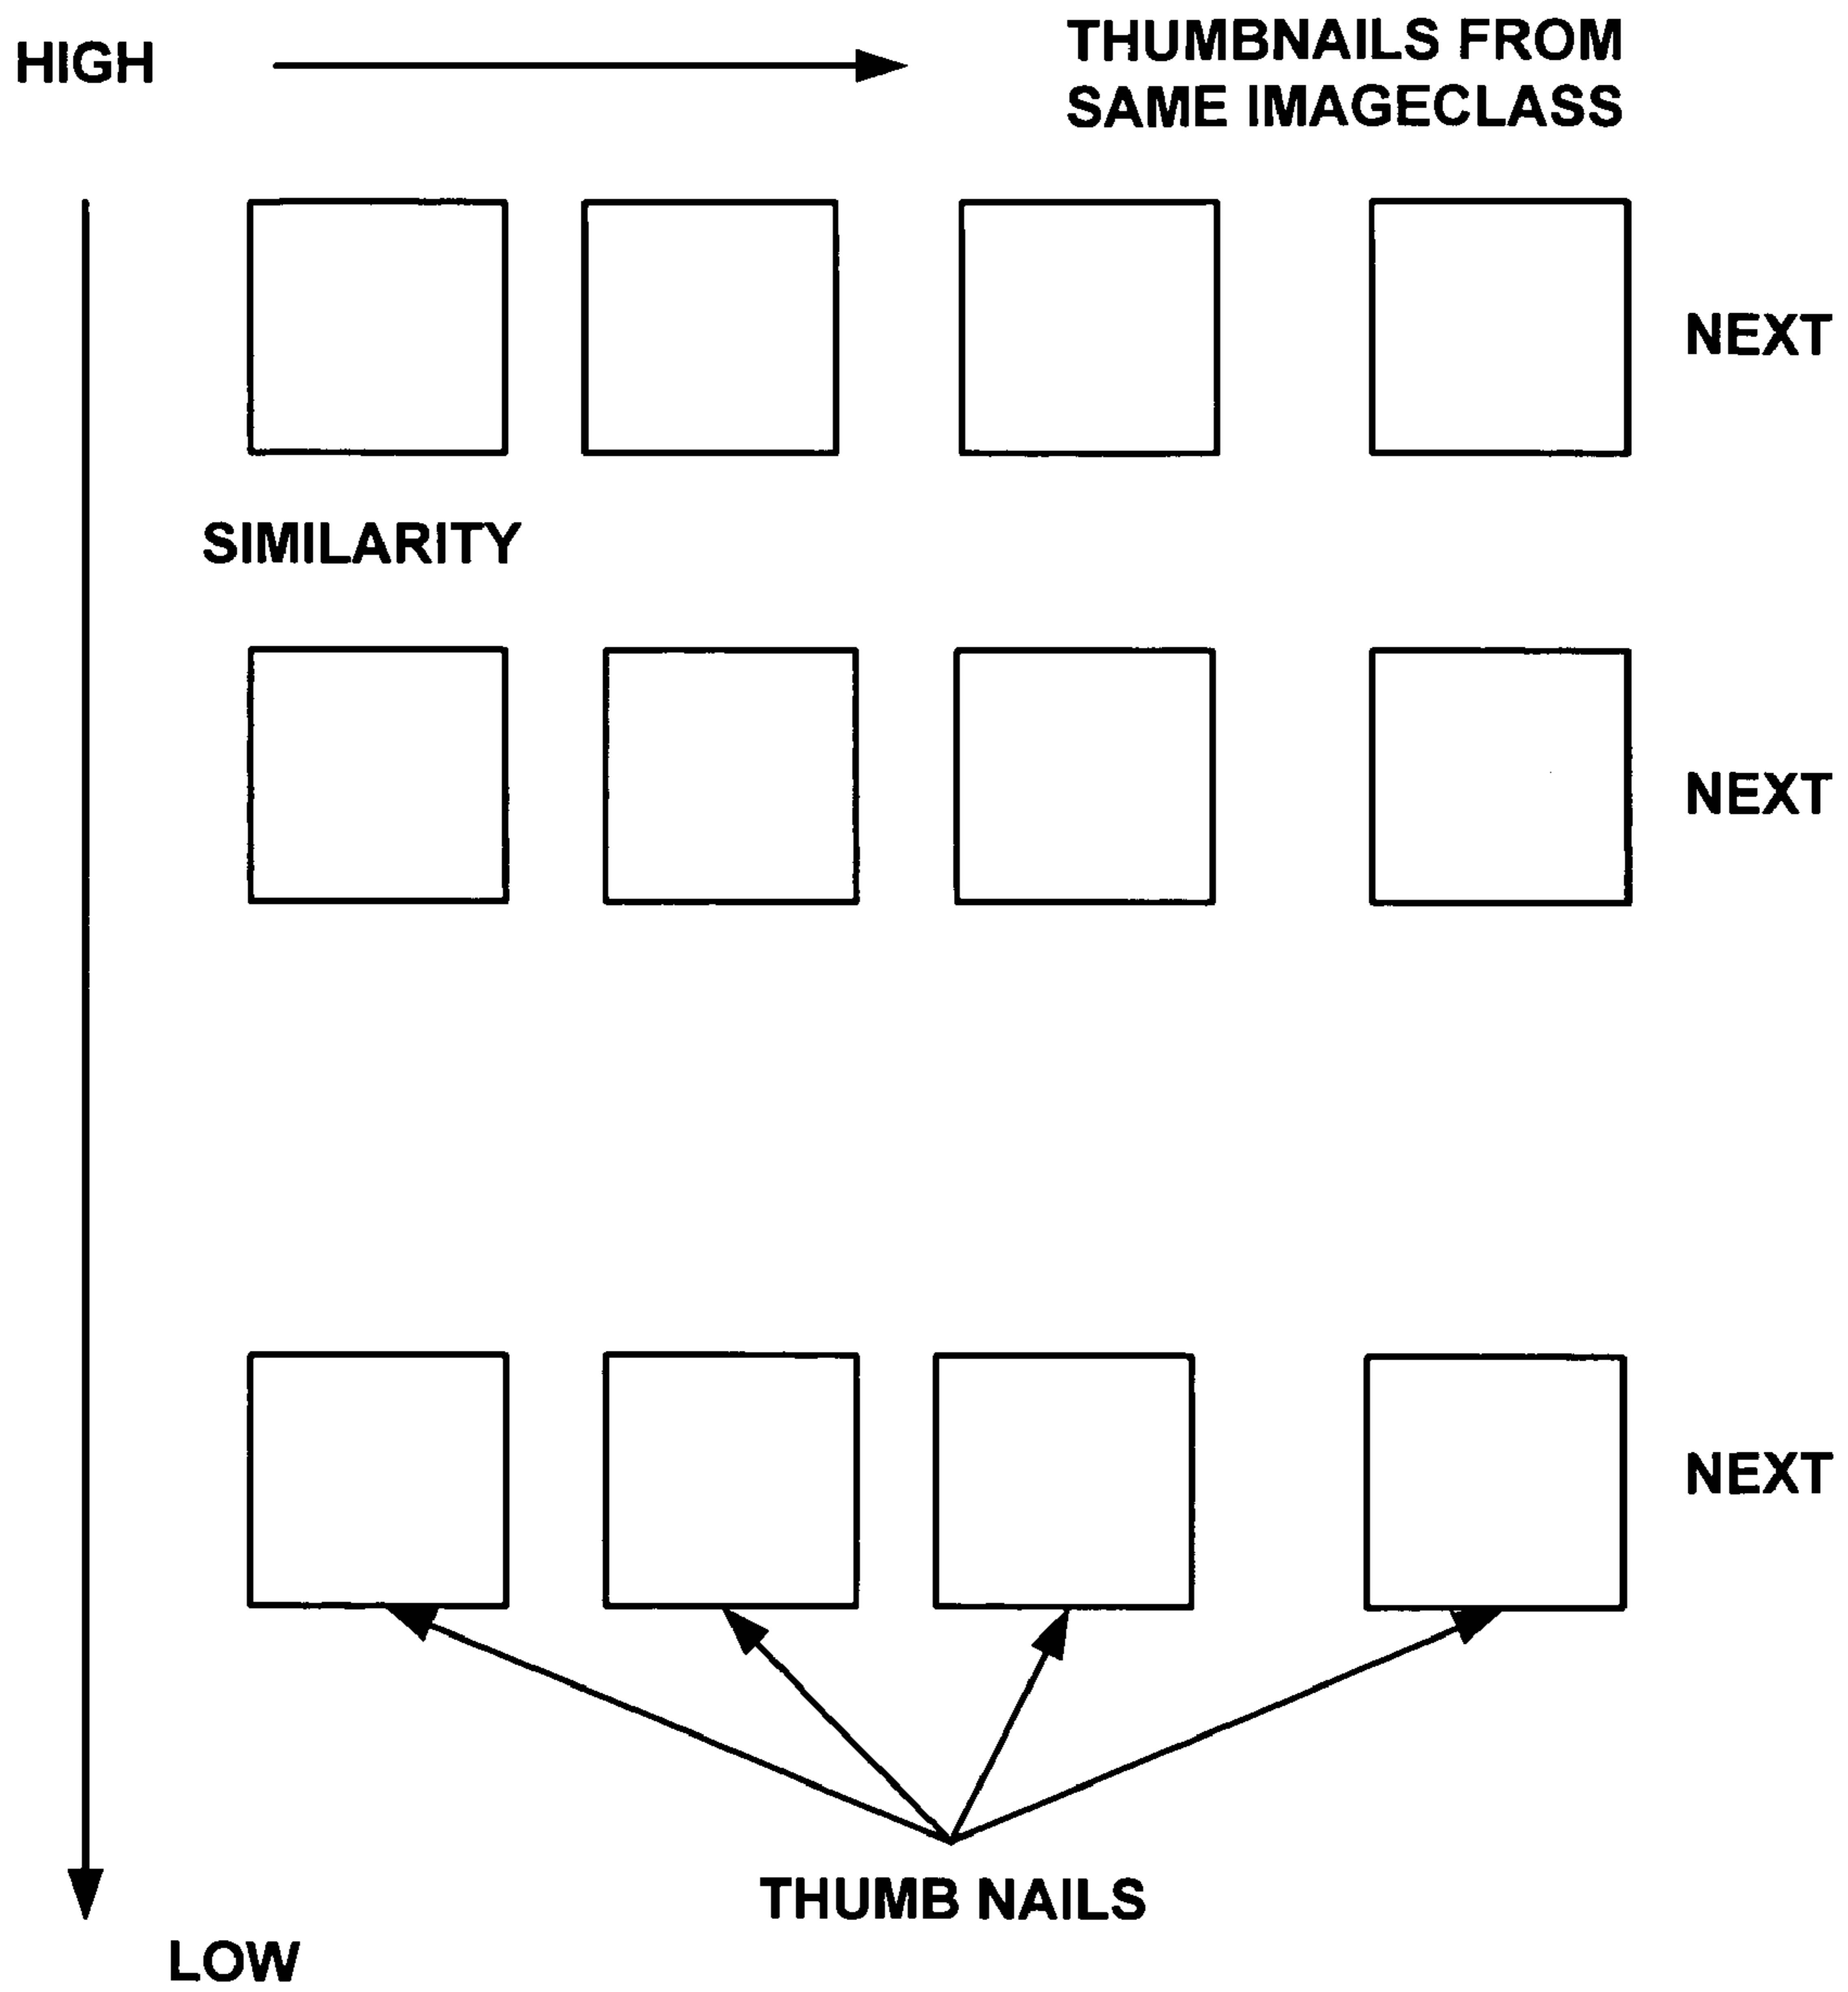 HIGH
THUMBNAILS FROM
SAME IMAGECLASS
NEXT
SIMILARITY
NEXT
NEXT
THUMB NAILS
LOW